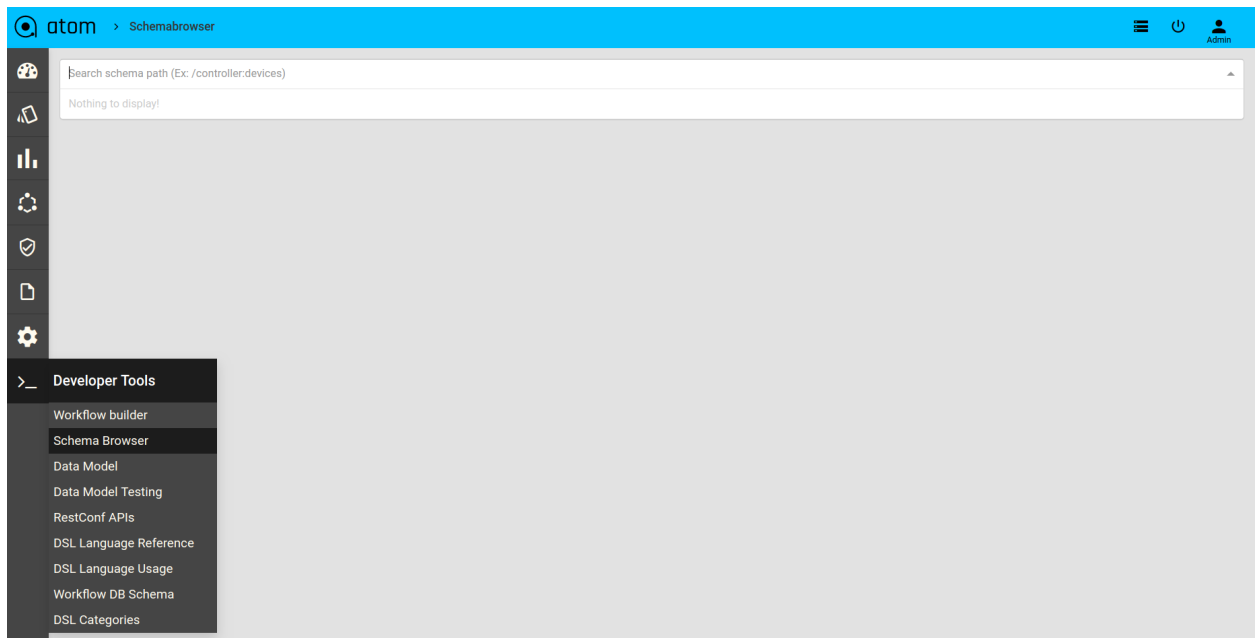 atom > Schemabrowser
Admin
Search schema path (Ex: /controller:devices)
Nothing to display!
Developer Tools
Workflow builder
Schema Browser
Data Model
Data Model Testing
RestConf APIs
DSL Language Reference
DSL Language Usage
Workflow DB Schema
DSL Categories